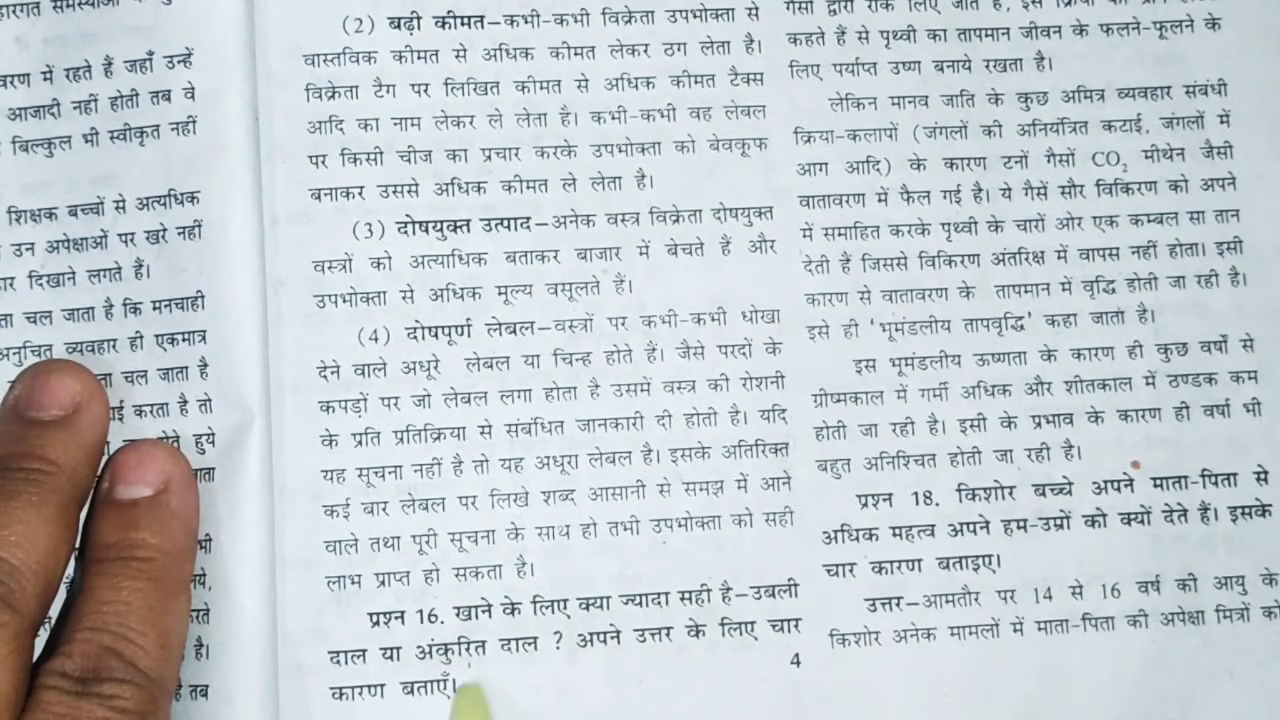 वरण में रहते हैं जहाँ उन्हें
आजादी नहीं होती तब वे
बिल्कुल भी स्वीकृत नहीं
शिक्षक बच्चों से अत्यधिक
उन अपेक्षाओं पर खरे नहीं
दिखाने लगते हैं।
ता चल जाता है कि मनचाही
अनुचित व्यवहार ही एकमात्र
चल जाता है
करता है तो
हुये
है।
तब
(2) बढ़ी कीमत–कभी-कभी विक्रेता उपभोक्ता से
वास्तविक कीमत से अधिक कीमत लेकर ठग लेता है।
विक्रेता टैग पर लिखित कीमत से अधिक कीमत टैक्स
आदि का नाम लेकर ले लेता है। कभी-कभी वह लेबल
पर किसी चीज का प्रचार करके उपभोक्ता को बेवकूफ
बनाकर उससे अधिक कीमत ले लेता है।
(3) दोषयुक्त उत्पाद–अनेक वस्त्र विक्रेता दोषयुक्त
वस्त्रों को अत्याधिक बताकर बाजार में बेचते हैं और
उपभोक्ता से अधिक मूल्य वसूलते हैं।
(4) दोषपूर्ण लेबल–वस्त्रों पर कभी-कभी धोखा
देने वाले अधूरे लेबल या चिन्ह होते हैं। जैसे परदों के
कपड़ों पर जो लेबल लगा होता है उसमें वस्त्र की रोशनी
के प्रति प्रतिक्रिया से संबंधित जानकारी दी होती है। यदि
यह सूचना नहीं है तो यह अधूरा लेबल है। इसके अतिरिक्त
कई बार लेबल पर लिखे शब्द आसानी से समझ में आने
वाले तथा पूरी सूचना के साथ हो तभी उपभोक्ता को सही
लाभ प्राप्त हो सकता है।
प्रश्न 16. खाने के लिए क्या ज्यादा सही है–उबली
दाल या अंकुरित दाल ? अपने उत्तर के लिए चार
कारण बताएँ।
गैसों द्वारा रोक लिए जाते हैं, इस
कहते हैं से पृथ्वी का तापमान जीवन के फलने-फूलने के
लिए पर्याप्त उष्ण बनाये रखता है।
लेकिन मानव जाति के कुछ अमित्र व्यवहार संबंधी
क्रिया-कलापों (जंगलों की अनियंत्रित कटाई, जंगलों में
आग आदि) के कारण टनों गैसों CO₂ मीथेन जैसी
वातावरण में फैल गई है। ये गैसें सौर विकिरण को अपने
में समाहित करके पृथ्वी के चारों ओर एक कम्बल सा तान
देती हैं जिससे विकिरण अंतरिक्ष में वापस नहीं होता। इसी
कारण से वातावरण के तापमान में वृद्धि होती जा रही है।
इसे ही 'भूमंडलीय तापवृद्धि' कहा जाता है।
इस भूमंडलीय ऊष्णता के कारण ही कुछ वर्षों से
ग्रीष्मकाल में गर्मी अधिक और शीतकाल में ठण्डक कम
होती जा रही है। इसी के प्रभाव के कारण ही वर्षा भी
बहुत अनिश्चित होती जा रही है।
प्रश्न 18. किशोर बच्चे अपने माता-पिता से
अधिक महत्व अपने हम-उम्रों को क्यों देते हैं। इसके
चार कारण बताइए।
उत्तर–आमतौर पर 14 से 16 वर्ष की आयु के
किशोर अनेक मामलों में माता-पिता की अपेक्षा मित्रों को
4